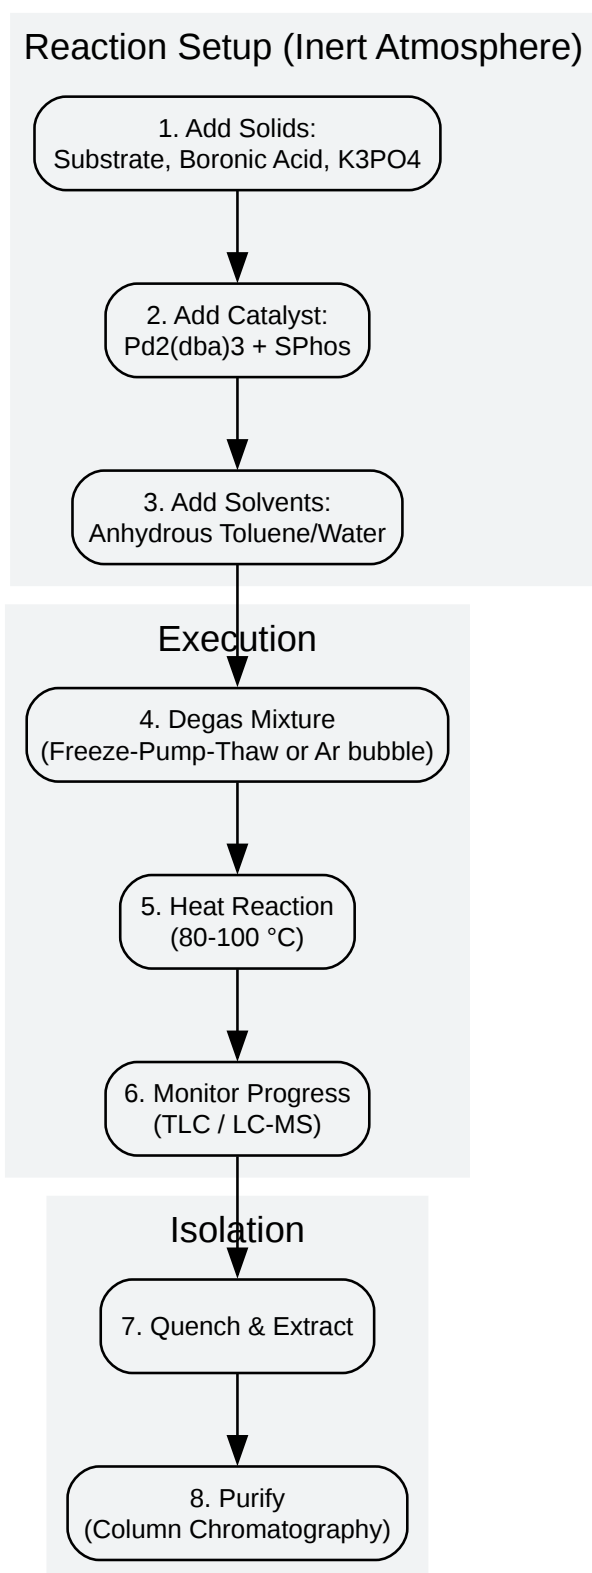 Reaction Setup (Inert Atmosphere)
1. Add Solids:
Substrate, Boronic Acid, K3PO4
2. Add Catalyst:
Pd2(dba)3 + SPhos
3. Add Solvents:
Anhydrous Toluene/Water
Execution
4. Degas Mixture
(Freeze-Pump-Thaw or Ar bubble)
5. Heat Reaction
(80-100 °C)
6. Monitor Progress
(TLC / LC-MS)
Isolation
7. Quench & Extract
8. Purify
(Column Chromatography)